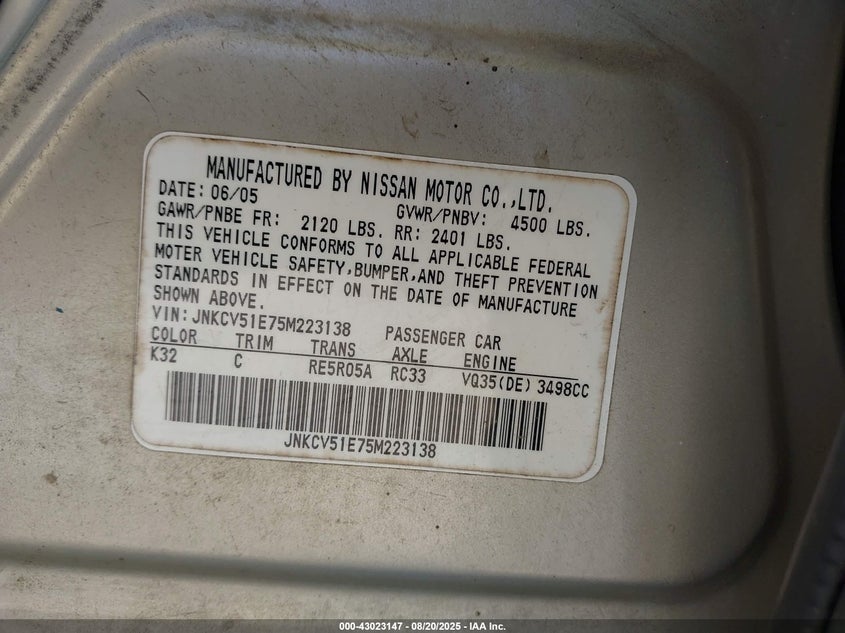 MANUFACTURED BY NISSAN MOTOR CO.,LTD.
DATE: 06/05 GVWR/PNBV: 4500 LBS.
GAWR/PNBE FR: 2120 LBS. RR: 2401 LBS.
THIS VEHICLE CONFORMS TO ALL APPLICABLE FEDERAL
MOTER VEHICLE SAFETY,BUMPER,AND THEFT PREVENTION
STANDARDS IN EFFECT ON THE DATE OF MANUFACTURE
SHOWN ABOVE.
VIN:JNKCV51E75M223138 PASSENGER CAR
COLOR TRIM TRANS AXLE ENGINE
K32 C RE5R05A RC33 VQ35(DE) 3498CC
JNKCV51E75M223138
000-43023147 - 08/20/2025 - IAA Inc.